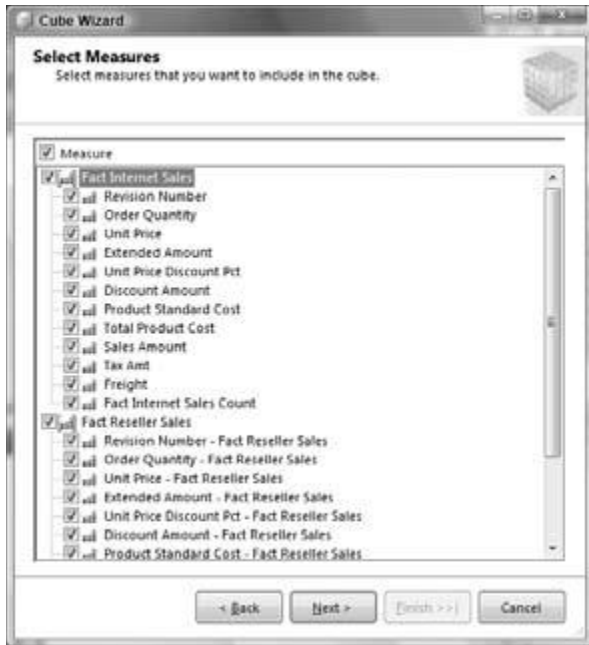 Cube Wizard
Select Measures
Select measures that you want to include in the cube.
Measure
Fact Internet Sales
Revision Number
Order Quantity
Unit Price
Extended Amount
Unit Price Discount Pct
Discount Amount
Product Standard Cost
Total Product Cost
Sales Amount
Tax Amt
Freight
Fact Internet Sales Count
Fact Reseller Sales
Revision Number - Fact Reseller Sales
Order Quantity - Fact Reseller Sales
Unit Price - Fact Reseller Sales
Extended Amount - Fact Reseller Sales
Unit Price Discount Pct - Fact Reseller Sales
Discount Amount - Fact Reseller Sales
Product Standard Cost - Fact Reseller Sales
< Back Next > Finish >>| Cancel